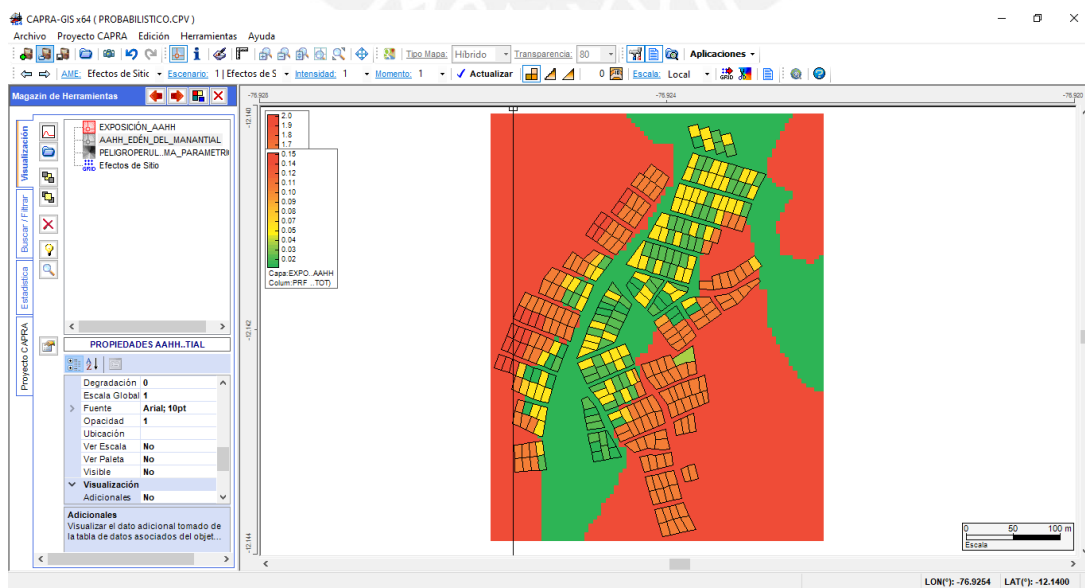 CAPRA-GIS x64 ( PROBABILISTICO.CPV )
Archivo Proyecto CAPRA Edición Herramientas Ayuda
Tipo Mapa: Híbrido Transparencia: 80 Aplicaciones
AME: Efectos de Sitic Escenario: 1 | Efectos de S Intensidad: 1 Momento: 1 Actualizar 0 Escala: Local
Magazin de Herramientas
-76.928 -76.924 -76.920
Visualización
Buscar / Filtrar
Estadística
Proyecto CAPRA
EXPOSICIÓN_AAHH
AAHH_EDÉN_DEL_MANANTIAL
PELIGROPERUL..MA_PARAMETRI
GRID Efectos de Sitio
PROPIEDADES AAHH..TIAL
Degradación 0
Escala Global 1
Fuente Arial; 10pt
Opacidad 1
Ubicación
Ver Escala No
Ver Paleta No
Visible No
Visualización
Adicionales No
Adicionales
Visualizar el dato adicional tomado de
la tabla de datos asociados del objet...
-12.140
-12.142
-12.144
2.0
1.9
1.8
1.7
0.15
0.14
0.12
0.11
0.10
0.09
0.08
0.07
0.05
0.04
0.03
0.02
Capa:EXPO..AAHH
Colum:PRF ..TOT)
0 50 100 m
Escala
LON(º): -76.9254 LAT(º): -12.1400